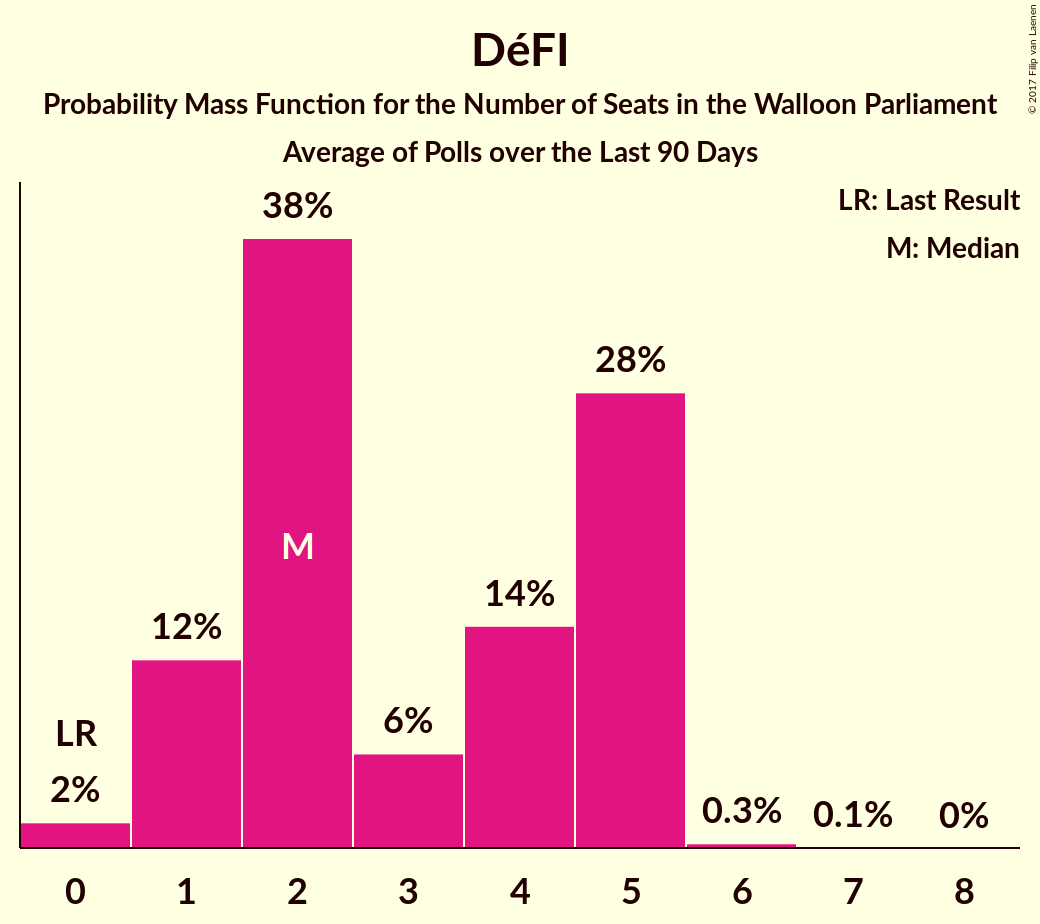 DéFI
Probability Mass Function for the Number of Seats in the Walloon Parliament
Average of Polls over the Last 90 Days
© 2017 Filip van Laenen
LR: Last Result
M: Median
38%
28%
M
14%
12%
6%
LR
2%
0.3%
0.1%
0%
0 1 2 3 4 5 6 7 8